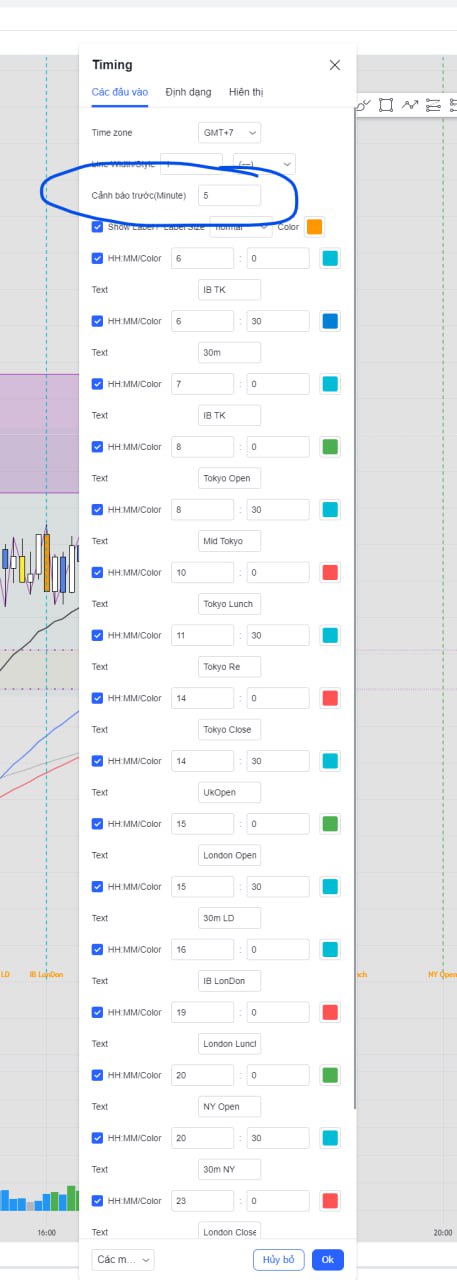 Timing
Các đầu vào Định dạng Hiển thị
Time zone GMT+7
Line Width/Style 1 (—)
Cảnh báo trước(Minute) 5
Show Label? Label Size normal Color
HH:MM/Color 6 : 0
Text IB TK
HH:MM/Color 6 : 30
Text 30m
HH:MM/Color 7 : 0
Text IB TK
HH:MM/Color 8 : 0
Text Tokyo Open
HH:MM/Color 8 : 30
Text Mid Tokyo
HH:MM/Color 10 : 0
Text Tokyo Lunch
HH:MM/Color 11 : 30
Text Tokyo Re
HH:MM/Color 14 : 0
Text Tokyo Close
HH:MM/Color 14 : 30
Text UkOpen
HH:MM/Color 15 : 0
Text London Open
HH:MM/Color 15 : 30
Text 30m LD
HH:MM/Color 16 : 0
LD IB LonDon nch NY Open
Text IB LonDon
HH:MM/Color 19 : 0
Text London Luncl
HH:MM/Color 20 : 0
Text NY Open
HH:MM/Color 20 : 30
Text 30m NY
HH:MM/Color 23 : 0
Text London Close
16:00 20:00
Các m... Hủy bỏ Ok